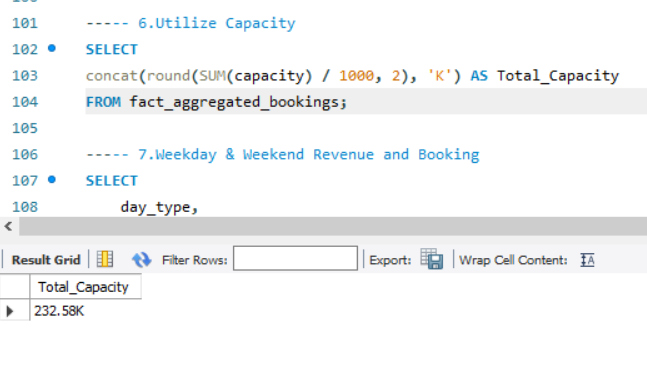 101 ----- 6.Utilize Capacity
102 SELECT
103 concat(round(SUM(capacity) / 1000, 2), 'K') AS Total_Capacity
104 FROM fact_aggregated_bookings;
105
106 ----- 7.Weekday & Weekend Revenue and Booking
107 SELECT
108 day_type,
Result Grid Filter Rows: Export: Wrap Cell Content: IA
Total_Capacity
232.58K